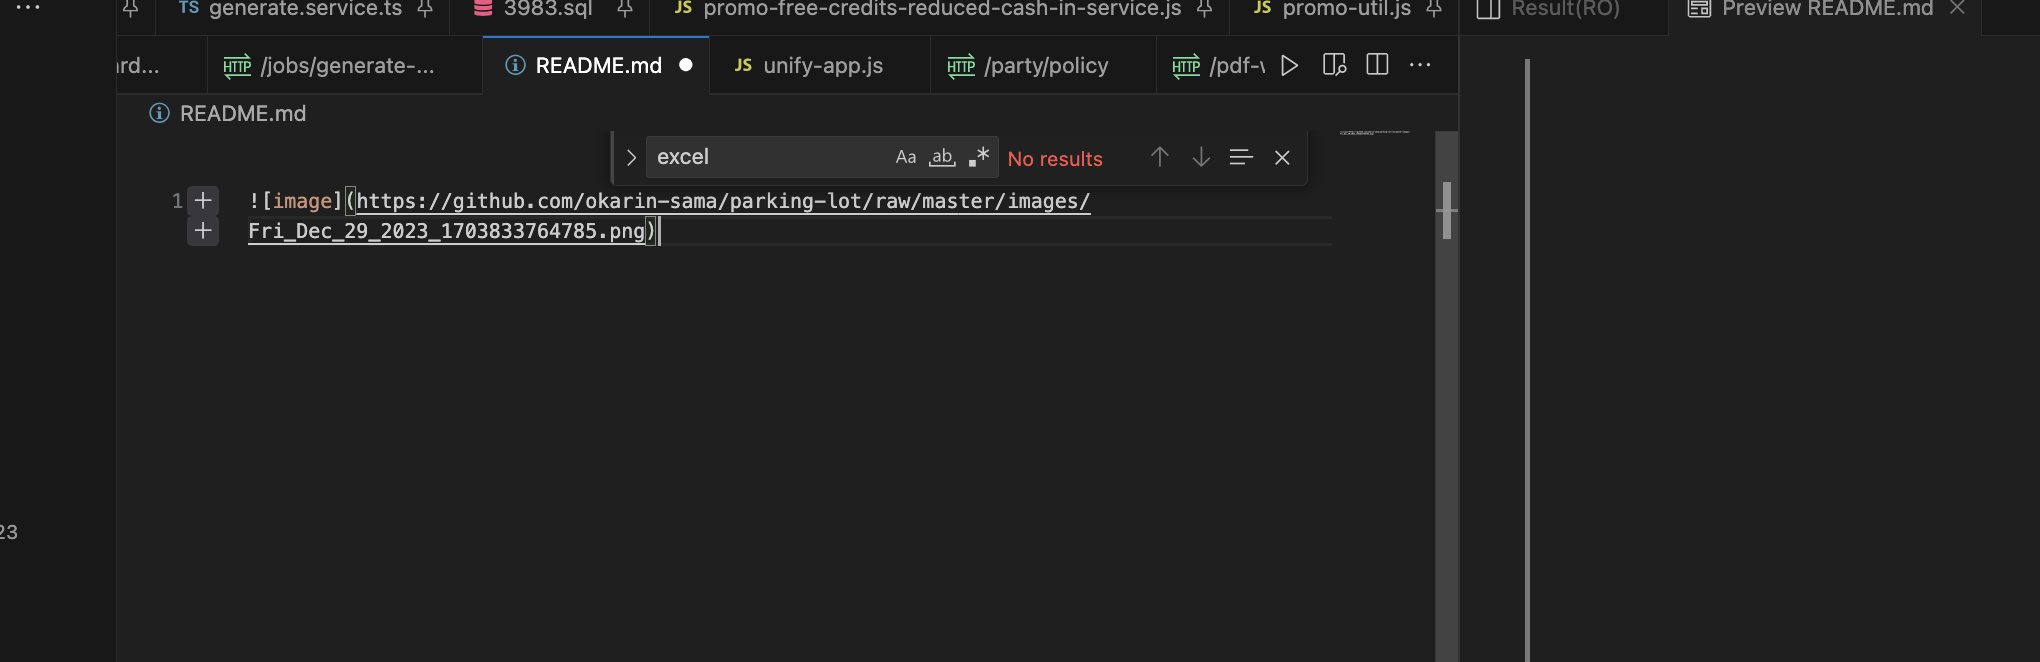 TS generate.service.ts
3983.sql
JS promo-free-credits-reduced-cash-in-service.js
JS promo-util.js
Result(RO)
Preview README.md
rd...
HTTP /jobs/generate-...
README.md
JS unify-app.js
HTTP /party/policy
HTTP /pdf-v
README.md
excel
Aa ab .*
No results
1 ![image](https://github.com/okarin-sama/parking-lot/raw/master/images/
Fri_Dec_29_2023_1703833764785.png)
23